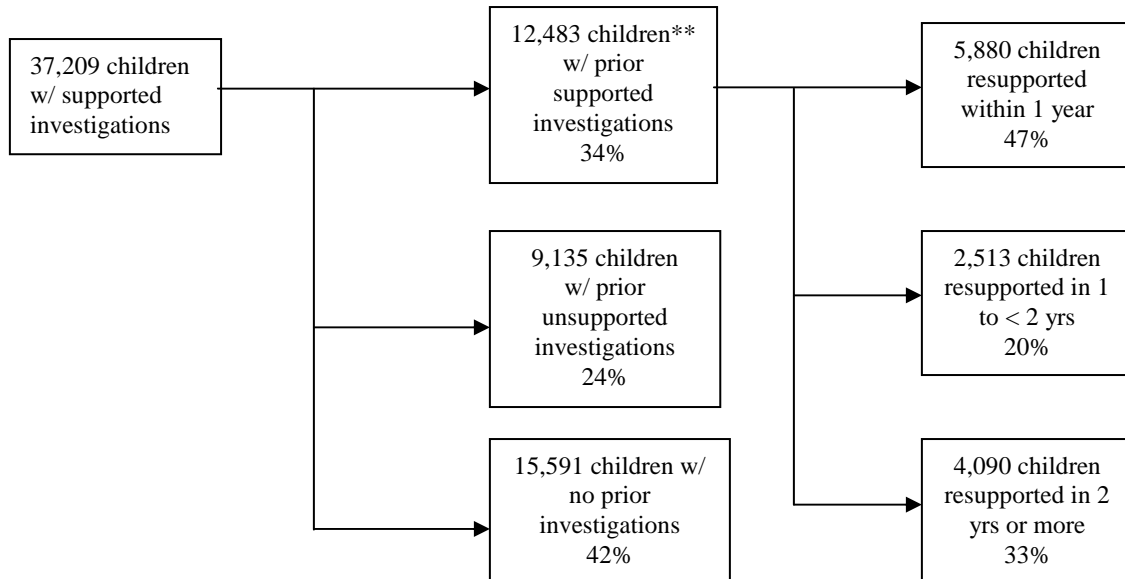 37,209 children
w/ supported
investigations
12,483 children**
w/ prior
supported
investigations
34%
9,135 children
w/ prior
unsupported
investigations
24%
15,591 children w/
no prior
investigations
42%
5,880 children
resupported
within 1 year
47%
2,513 children
resupported in 1
to < 2 yrs
20%
4,090 children
resupported in 2
yrs or more
33%